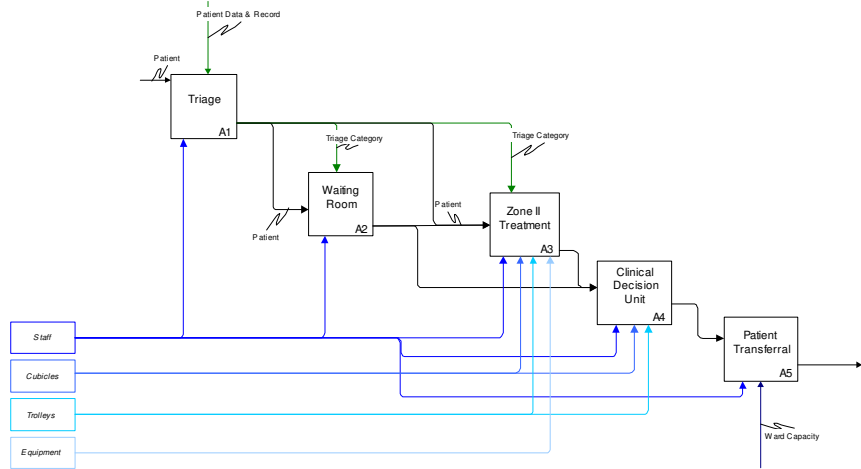 Patient Data & Record
Patient
Triage
A1
Triage Category
Triage Category
Waiting
Room
A2
Patient
Patient
Zone II
Treatment
A3
Clinical
Decision
Unit
A4
Staff
Patient
Transferral
A5
Cubicles
Trolleys
Ward Capacity
Equipment